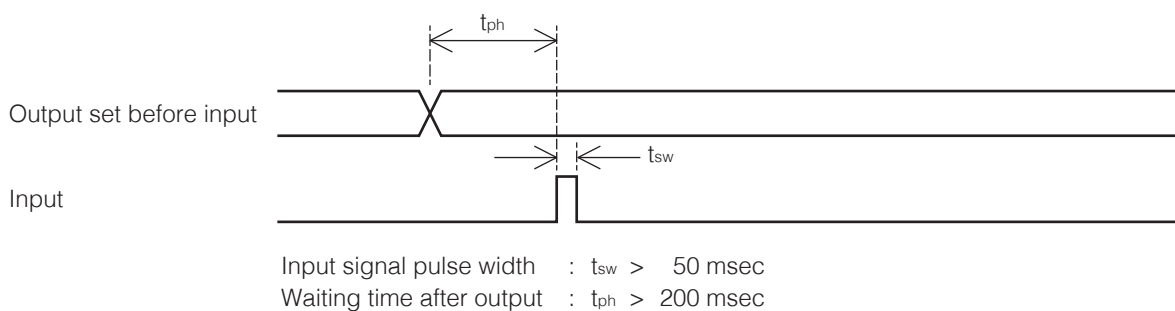 tph
Output set before input
tsw
Input
Input signal pulse width : tsw > 50 msec
Waiting time after output : tph > 200 msec